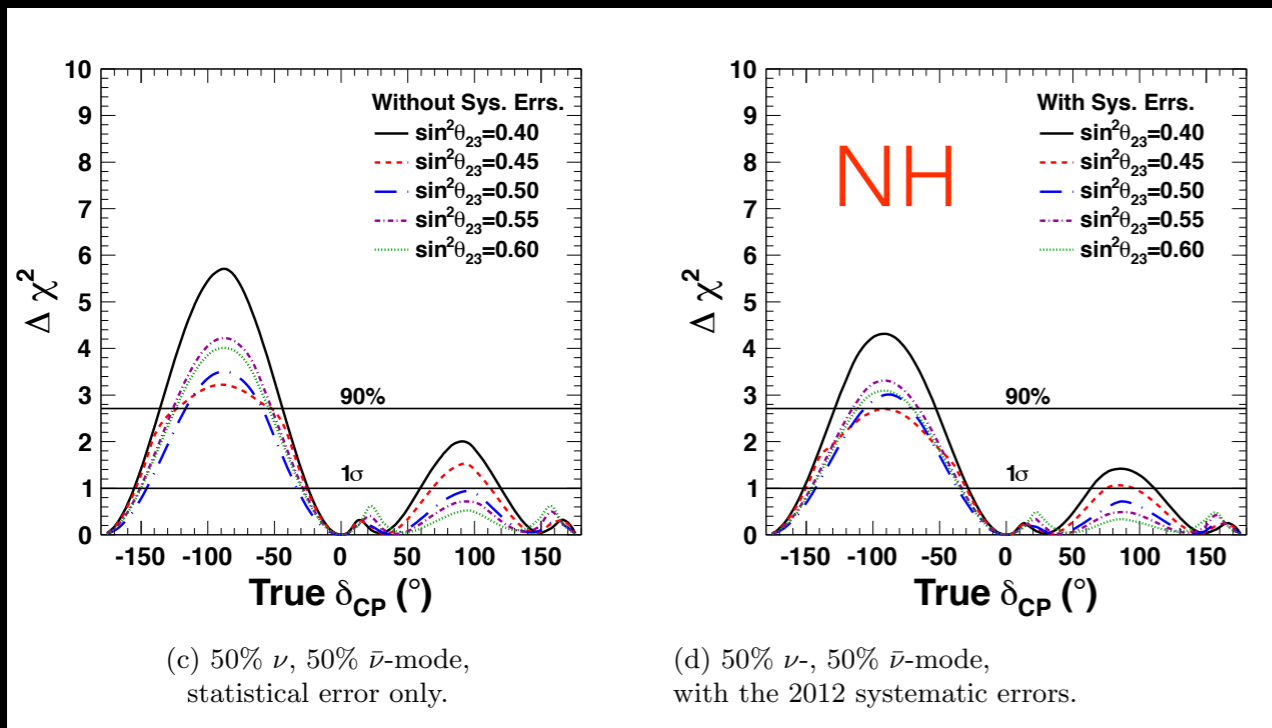 10
9
8
7
6
5
4
3
2
1
0
Δ χ²
Without Sys. Errs.
sin²θ₂₃=0.40
sin²θ₂₃=0.45
sin²θ₂₃=0.50
sin²θ₂₃=0.55
sin²θ₂₃=0.60
90%
1σ
-150 -100 -50 0 50 100 150
True δ_CP (°)
(c) 50% ν, 50% ν̄-mode,
statistical error only.
10
9
8
7
6
5
4
3
2
1
0
Δ χ²
With Sys. Errs.
sin²θ₂₃=0.40
sin²θ₂₃=0.45
sin²θ₂₃=0.50
sin²θ₂₃=0.55
sin²θ₂₃=0.60
NH
90%
1σ
-150 -100 -50 0 50 100 150
True δ_CP (°)
(d) 50% ν-, 50% ν̄-mode,
with the 2012 systematic errors.